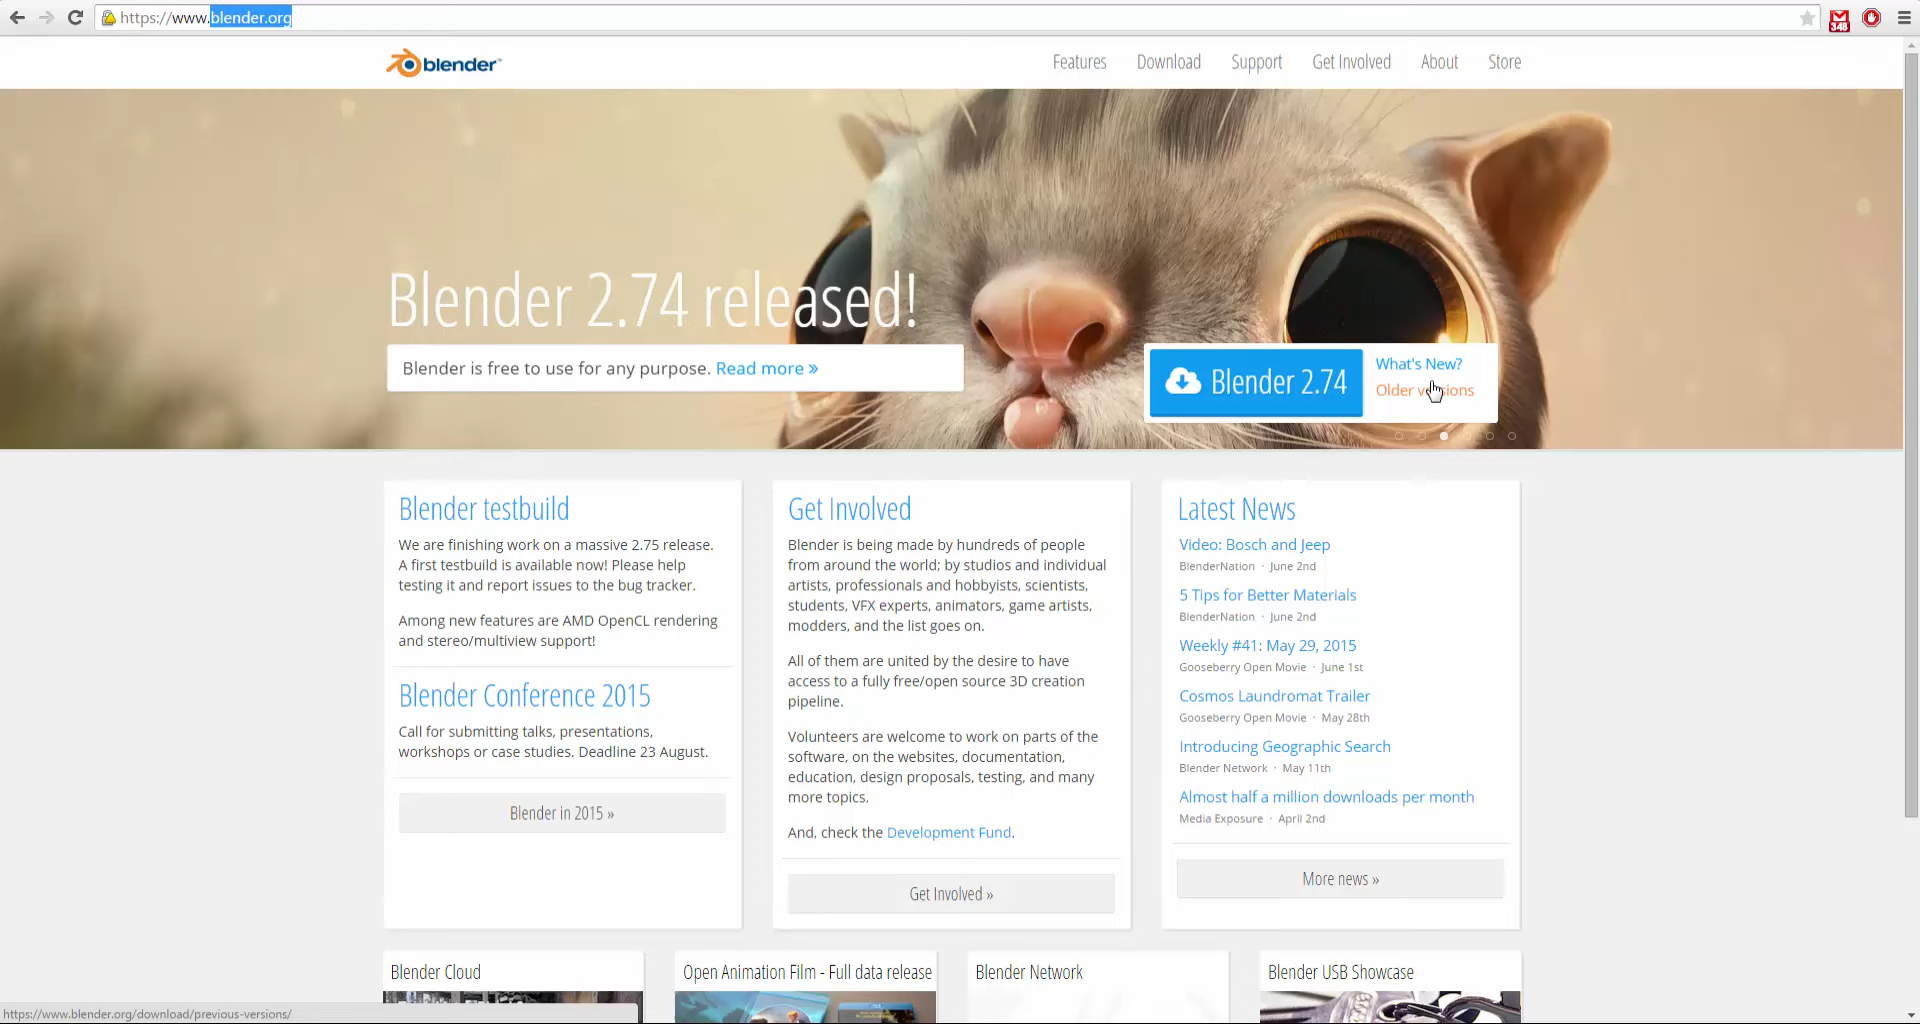 https://www.blender.org
348
blender
Features Download Support Get Involved About Store
Blender 2.74 released!
Blender is free to use for any purpose. Read more »
Blender 2.74
What's New?
Older versions
Blender testbuild
We are finishing work on a massive 2.75 release.
A first testbuild is available now! Please help
testing it and report issues to the bug tracker.
Among new features are AMD OpenCL rendering
and stereo/multiview support!
Blender Conference 2015
Call for submitting talks, presentations,
workshops or case studies. Deadline 23 August.
Blender in 2015 »
Get Involved
Blender is being made by hundreds of people
from around the world; by studios and individual
artists, professionals and hobbyists, scientists,
students, VFX experts, animators, game artists,
modders, and the list goes on.
All of them are united by the desire to have
access to a fully free/open source 3D creation
pipeline.
Volunteers are welcome to work on parts of the
software, on the websites, documentation,
education, design proposals, testing, and many
more topics.
And, check the Development Fund.
Get Involved »
Latest News
Video: Bosch and Jeep
BlenderNation · June 2nd
5 Tips for Better Materials
BlenderNation · June 2nd
Weekly #41: May 29, 2015
Gooseberry Open Movie · June 1st
Cosmos Laundromat Trailer
Gooseberry Open Movie · May 28th
Introducing Geographic Search
Blender Network · May 11th
Almost half a million downloads per month
Media Exposure · April 2nd
More news »
Blender Cloud
Open Animation Film - Full data release
Blender Network
Blender USB Showcase
https://www.blender.org/download/previous-versions/